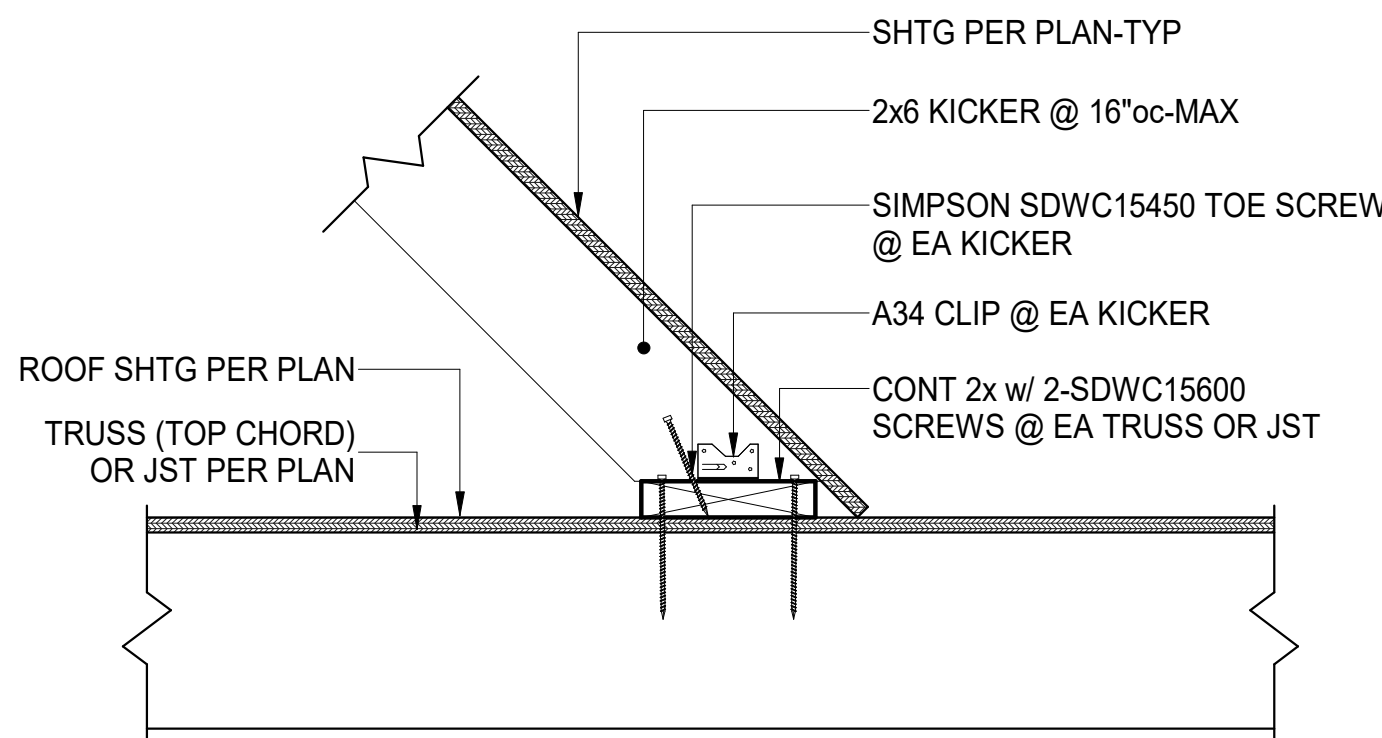 SHTG PER PLAN-TYP
2x6 KICKER @ 16"oc-MAX
SIMPSON SDWC15450 TOE SCREW
@ EA KICKER
A34 CLIP @ EA KICKER
CONT 2x w/ 2-SDWC15600
SCREWS @ EA TRUSS OR JST
ROOF SHTG PER PLAN
TRUSS (TOP CHORD)
OR JST PER PLAN